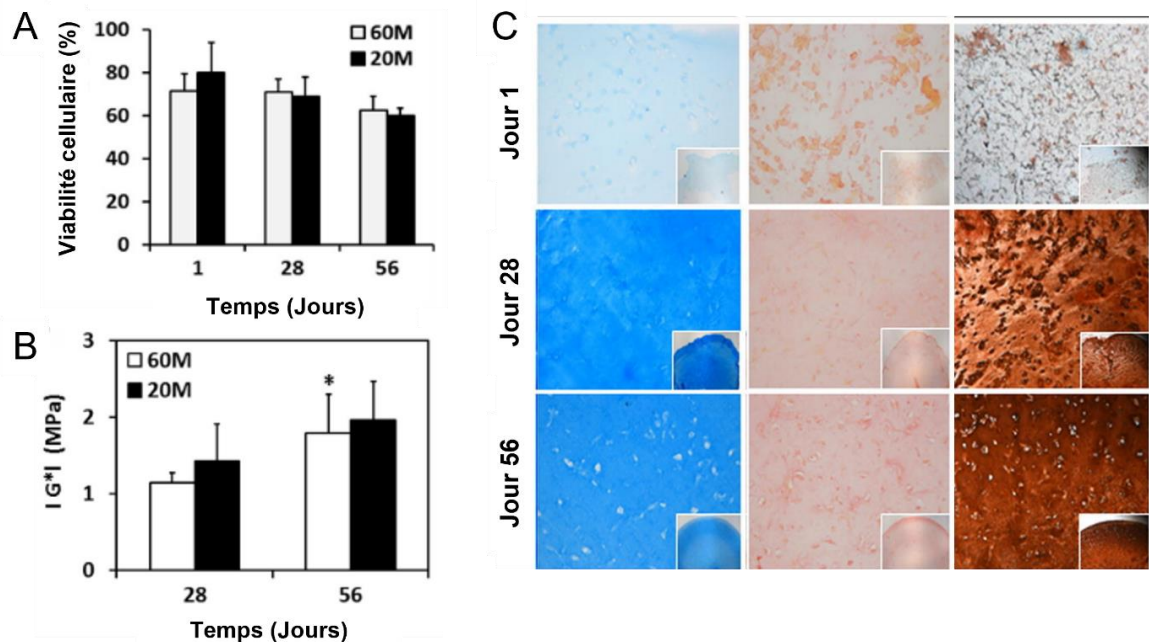 A
Viabilité cellulaire (%)
100
80
60
40
20
0
60M
20M
1 28 56
Temps (Jours)
B
I G*I (MPa)
3
2
1
0
60M
20M
*
28 56
Temps (Jours)
C
Jour 1
Jour 28
Jour 56